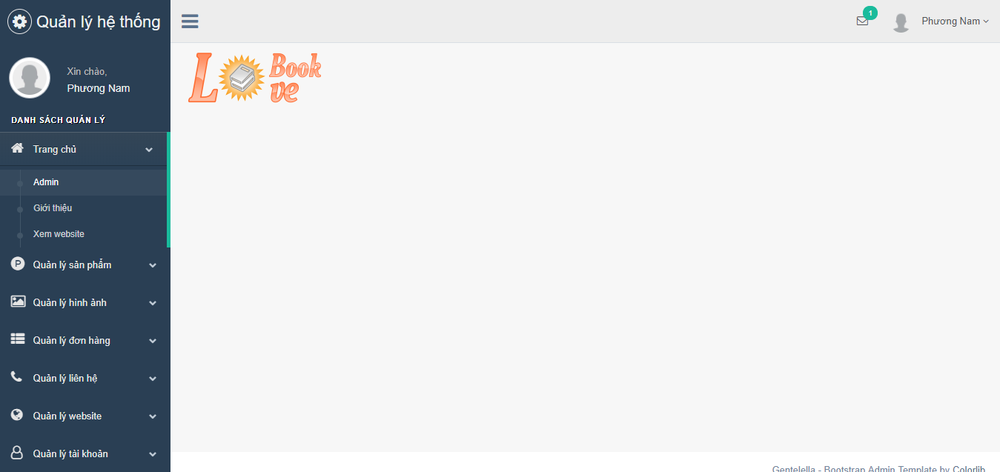 Quản lý hệ thống
1
Phương Nam
Xin chào,
Phương Nam
DANH SÁCH QUẢN LÝ
Trang chủ
Admin
Giới thiệu
Xem website
Quản lý sản phẩm
Quản lý hình ảnh
Quản lý đơn hàng
Quản lý liên hệ
Quản lý website
Quản lý tài khoản
L Book
ve
Gentelella - Bootstrap Admin Template by Colorlib